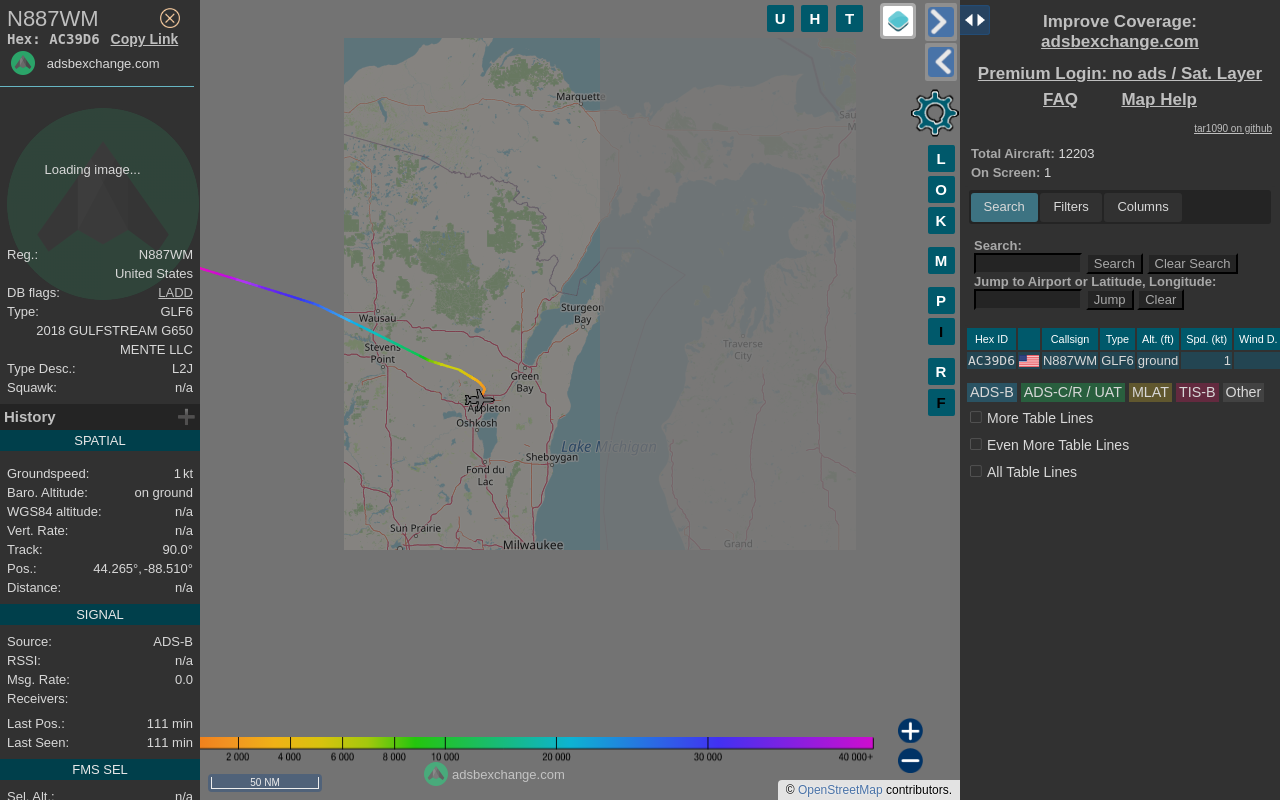 N887WM
Hex: AC39D6 Copy Link
adsbexchange.com
Loading image...
Reg.: N887WM
United States
DB flags: LADD
Type: GLF6
2018 GULFSTREAM G650
MENTE LLC
Type Desc.: L2J
Squawk: n/a
History
SPATIAL
Groundspeed: 1 kt
Baro. Altitude: on ground
WGS84 altitude: n/a
Vert. Rate: n/a
Track: 90.0°
Pos.: 44.265°, -88.510°
Distance: n/a
SIGNAL
Source: ADS-B
RSSI: n/a
Msg. Rate: 0.0
Receivers:
Last Pos.: 111 min
Last Seen: 111 min
FMS SEL
Sel. Alt.: n/a
U H T
L
O
K
M
P
I
R
F
Marquett
Sau
M
Sturgeon
Bay
Wausau
Stevens
Point
Traverse
City
Green
Bay
Appleton
Oshkosh
Lake Michigan
Sheboygan
Fond du
Lac
Sun Prairie
Milwaukee
Grand
2 000 4 000 6 000 8 000 10 000 20 000 30 000 40 000+
adsbexchange.com
50 NM
© OpenStreetMap contributors.
Improve Coverage:
adsbexchange.com
Premium Login: no ads / Sat. Layer
FAQ Map Help
tar1090 on github
Total Aircraft: 12203
On Screen: 1
Search Filters Columns
Search:
Search Clear Search
Jump to Airport or Latitude, Longitude:
Jump Clear
Hex ID Callsign Type Alt. (ft) Spd. (kt) Wind D.
AC39D6 N887WM GLF6 ground 1
ADS-B ADS-C/R / UAT MLAT TIS-B Other
More Table Lines
Even More Table Lines
All Table Lines